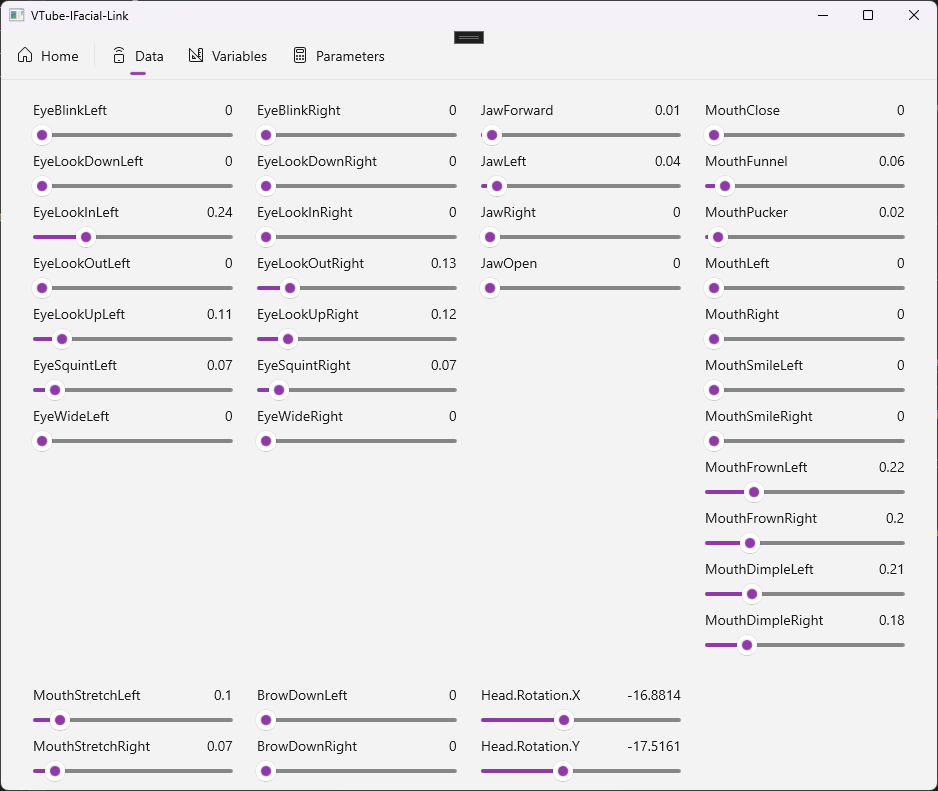 VTube-IFacial-Link
Home Data Variables Parameters
EyeBlinkLeft 0
EyeLookDownLeft 0
EyeLookInLeft 0.24
EyeLookOutLeft 0
EyeLookUpLeft 0.11
EyeSquintLeft 0.07
EyeWideLeft 0
EyeBlinkRight 0
EyeLookDownRight 0
EyeLookInRight 0
EyeLookOutRight 0.13
EyeLookUpRight 0.12
EyeSquintRight 0.07
EyeWideRight 0
JawForward 0.01
JawLeft 0.04
JawRight 0
JawOpen 0
MouthClose 0
MouthFunnel 0.06
MouthPucker 0.02
MouthLeft 0
MouthRight 0
MouthSmileLeft 0
MouthSmileRight 0
MouthFrownLeft 0.22
MouthFrownRight 0.2
MouthDimpleLeft 0.21
MouthDimpleRight 0.18
MouthStretchLeft 0.1
MouthStretchRight 0.07
BrowDownLeft 0
BrowDownRight 0
Head.Rotation.X -16.8814
Head.Rotation.Y -17.5161